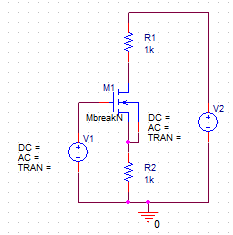 R1
1k
M1
MbreakN
V2
DC =
AC =
TRAN =
V1
DC =
AC =
TRAN =
R2
1k
0